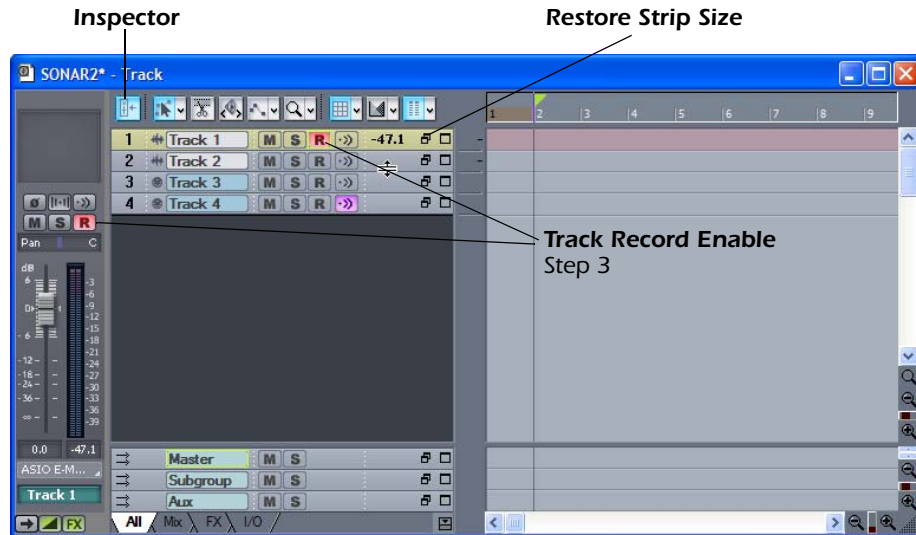 Inspector
Restore Strip Size
SONAR2* - Track
1 2 3 4 5 6 7 8 9
1 Track 1 M S R -47.1
2 Track 2 M S R
3 Track 3 M S R
4 Track 4 M S R
M S R
Pan C
Track Record Enable
Step 3
dB
6
0
-6
-12
-18
-24
-36
-∞
-3
-6
-9
-12
-15
-18
-21
-24
-27
-30
-33
-36
-39
0.0 -47.1
ASIO E-M...
Track 1
FX
Master M S
Subgroup M S
Aux M S
All Mix FX I/O